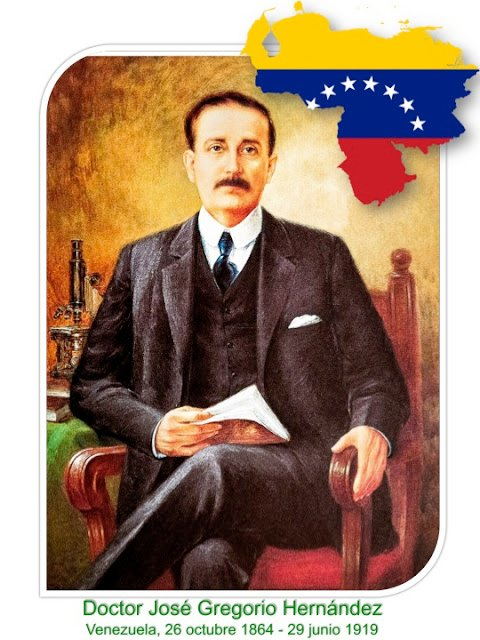 Doctor José Gregorio Hernández
Venezuela, 26 octubre 1864 - 29 junio 1919